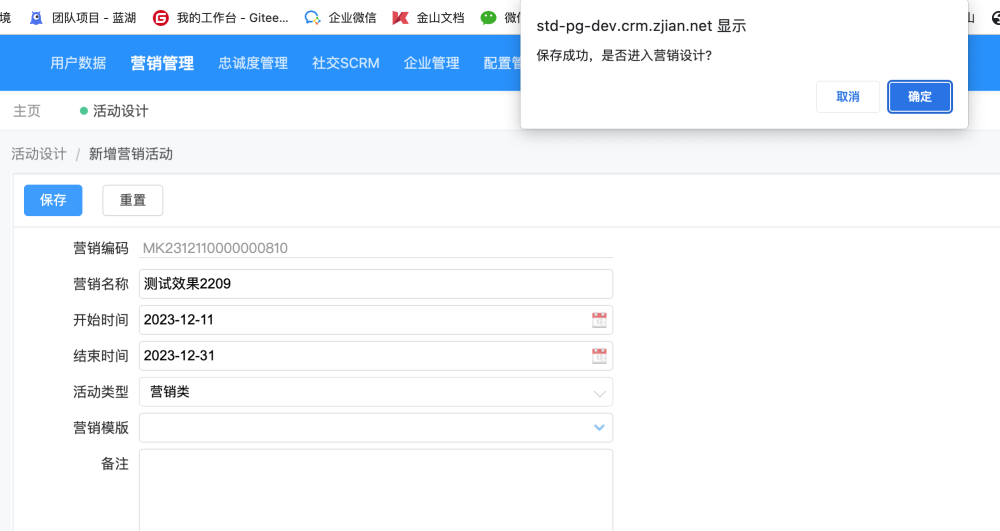 境 团队项目 - 蓝湖 我的工作台 - Gitee... 企业微信 金山文档
std-pg-dev.crm.zjian.net 显示
保存成功，是否进入营销设计?
取消 确定
用户数据 营销管理 忠诚度管理 社交SCRM 企业管理
主页 活动设计
活动设计 / 新增营销活动
保存 重置
营销编码 MK2312110000000810
营销名称 测试效果2209
开始时间 2023-12-11
结束时间 2023-12-31
活动类型 营销类
营销模版
备注